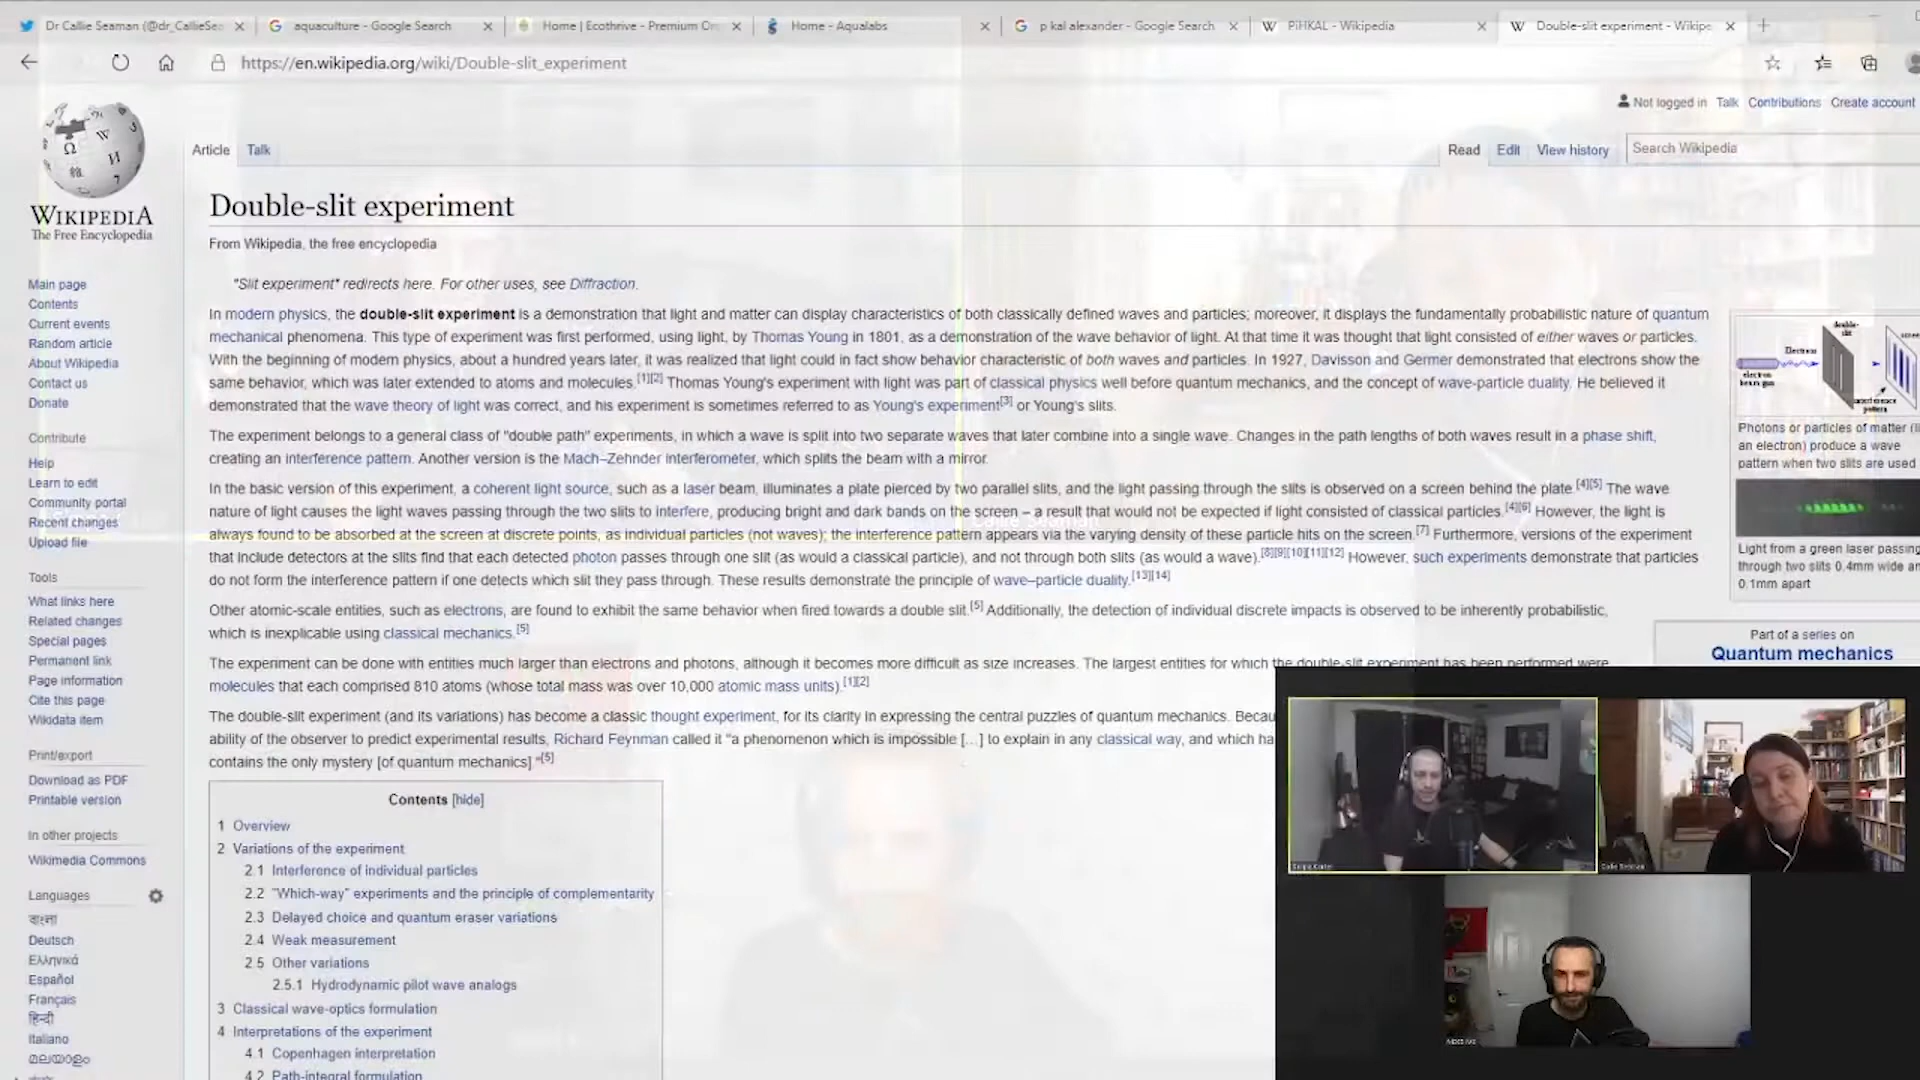 Dr Callie Seaman (@dr_CallieSea
aquaculture - Google Search
Home | Ecothrive - Premium Or
Home - Aqualabs
p kal alexander - Google Search
PiHKAL - Wikipedia
Double-slit experiment - Wikipe
https://en.wikipedia.org/wiki/Double-slit_experiment
Not logged in Talk Contributions Create account
Article Talk
Read Edit View history
Search Wikipedia
WIKIPEDIA
The Free Encyclopedia
Double-slit experiment
From Wikipedia, the free encyclopedia
"Slit experiment" redirects here. For other uses, see Diffraction.
In modern physics, the double-slit experiment is a demonstration that light and matter can display characteristics of both classically defined waves and particles; moreover, it displays the fundamentally probabilistic nature of quantum
mechanical phenomena. This type of experiment was first performed, using light, by Thomas Young in 1801, as a demonstration of the wave behavior of light. At that time it was thought that light consisted of either waves or particles.
With the beginning of modern physics, about a hundred years later, it was realized that light could in fact show behavior characteristic of both waves and particles. In 1927, Davisson and Germer demonstrated that electrons show the
same behavior, which was later extended to atoms and molecules.[1][2] Thomas Young's experiment with light was part of classical physics well before quantum mechanics, and the concept of wave-particle duality. He believed it
demonstrated that the wave theory of light was correct, and his experiment is sometimes referred to as Young's experiment[3] or Young's slits.
The experiment belongs to a general class of "double path" experiments, in which a wave is split into two separate waves that later combine into a single wave. Changes in the path lengths of both waves result in a phase shift,
creating an interference pattern. Another version is the Mach–Zehnder interferometer, which splits the beam with a mirror.
In the basic version of this experiment, a coherent light source, such as a laser beam, illuminates a plate pierced by two parallel slits, and the light passing through the slits is observed on a screen behind the plate.[4][5] The wave
nature of light causes the light waves passing through the two slits to interfere, producing bright and dark bands on the screen – a result that would not be expected if light consisted of classical particles.[4][6] However, the light is
always found to be absorbed at the screen at discrete points, as individual particles (not waves); the interference pattern appears via the varying density of these particle hits on the screen.[7] Furthermore, versions of the experiment
that include detectors at the slits find that each detected photon passes through one slit (as would a classical particle), and not through both slits (as would a wave).[8][9][10][11][12] However, such experiments demonstrate that particles
do not form the interference pattern if one detects which slit they pass through. These results demonstrate the principle of wave–particle duality.[13][14]
Other atomic-scale entities, such as electrons, are found to exhibit the same behavior when fired towards a double slit.[5] Additionally, the detection of individual discrete impacts is observed to be inherently probabilistic,
which is inexplicable using classical mechanics.[5]
The experiment can be done with entities much larger than electrons and photons, although it becomes more difficult as size increases. The largest entities for which the double-slit experiment has been performed were
molecules that each comprised 810 atoms (whose total mass was over 10,000 atomic mass units).[1][2]
The double-slit experiment (and its variations) has become a classic thought experiment, for its clarity in expressing the central puzzles of quantum mechanics. Becau
ability of the observer to predict experimental results, Richard Feynman called it "a phenomenon which is impossible [...] to explain in any classical way, and which ha
contains the only mystery [of quantum mechanics]."[5]
Contents [hide]
1 Overview
2 Variations of the experiment
2.1 Interference of individual particles
2.2 "Which-way" experiments and the principle of complementarity
2.3 Delayed choice and quantum eraser variations
2.4 Weak measurement
2.5 Other variations
2.5.1 Hydrodynamic pilot wave analogs
3 Classical wave-optics formulation
4 Interpretations of the experiment
4.1 Copenhagen interpretation
4.2 Path-integral formulation
Main page
Contents
Current events
Random article
About Wikipedia
Contact us
Donate
Contribute
Help
Learn to edit
Community portal
Recent changes
Upload file
Tools
What links here
Related changes
Special pages
Permanent link
Page information
Cite this page
Wikidata item
Print/export
Download as PDF
Printable version
In other projects
Wikimedia Commons
Languages
বাংলা
Deutsch
Ελληνικά
Español
Français
हिन्दी
Italiano
മലയാളം
double-
slit
Electrons
electron
beam gun
interference
pattern
Photons or particles of matter (li
an electron) produce a wave
pattern when two slits are used
Light from a green laser passing
through two slits 0.4mm wide an
0.1mm apart
Part of a series on
Quantum mechanics
Callie Seaman
Callie Seaman